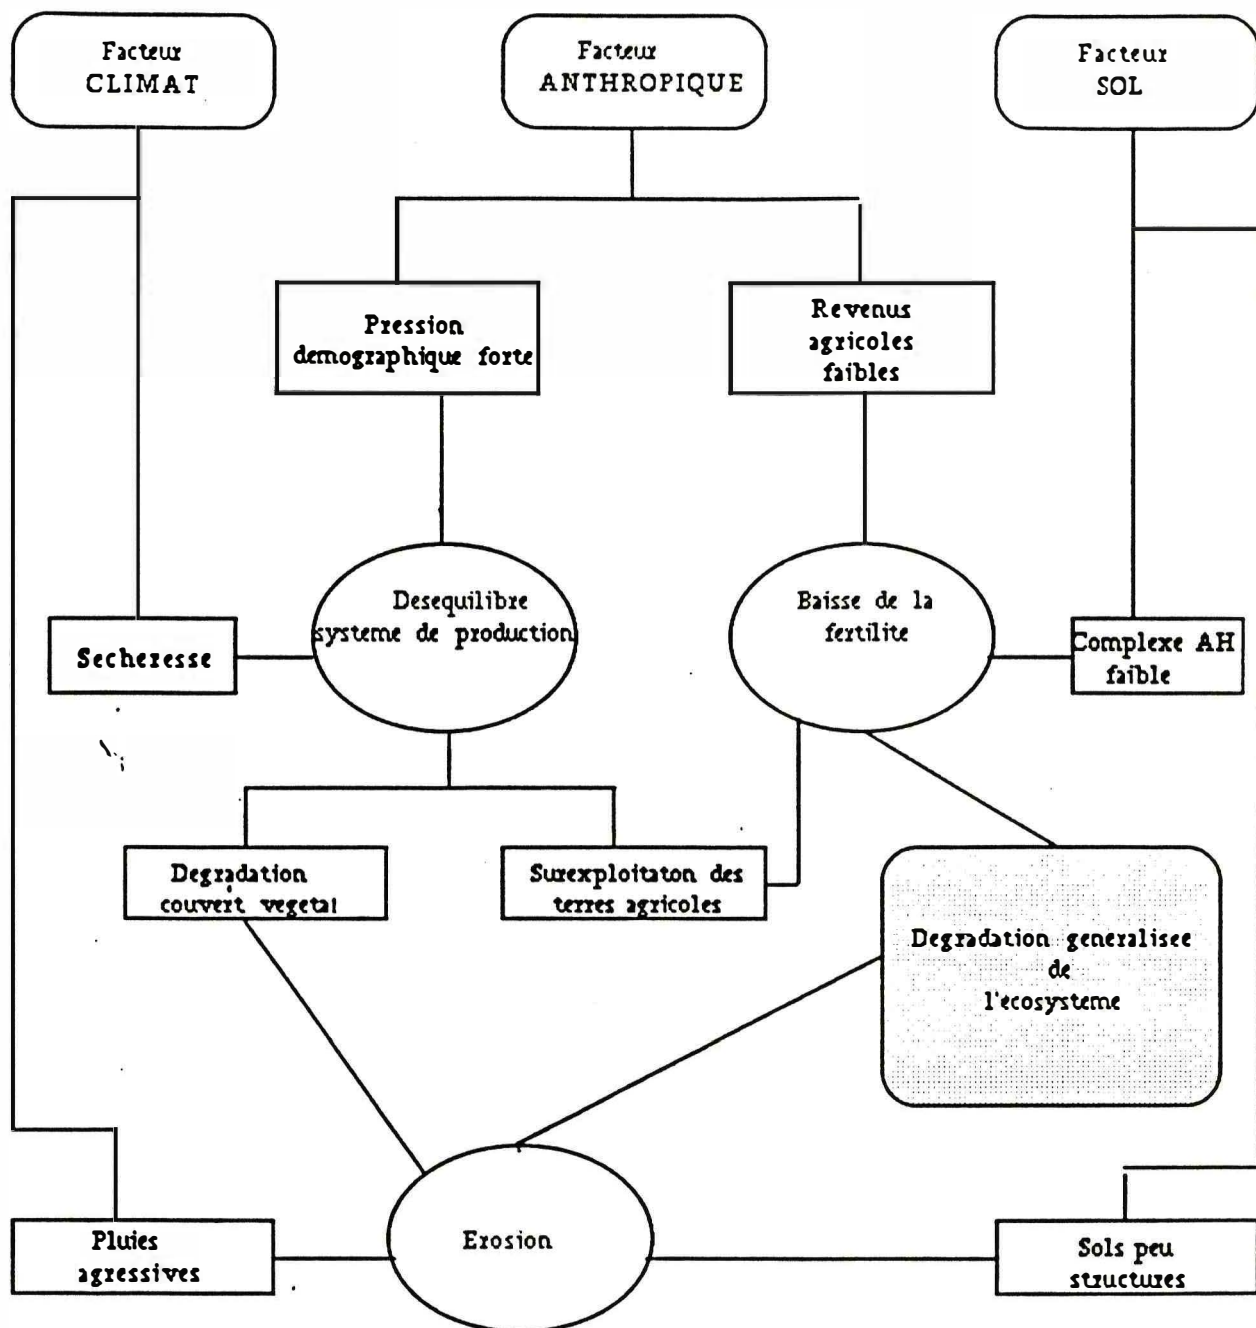 Facteur
CLIMAT
Facteur
ANTHROPIQUE
Facteur
SOL
Pression
demographique forte
Revenus
agricoles
faibles
Desequilibre
systeme de production
Baisse de la
fertilite
Secheresse
Complexe AH
faible
Degradation
couvert vegetal
Surexploitaton des
terres agricoles
Degradation generalisee
de
l'ecosysteme
Pluies
agressives
Erosion
Sols peu
structures